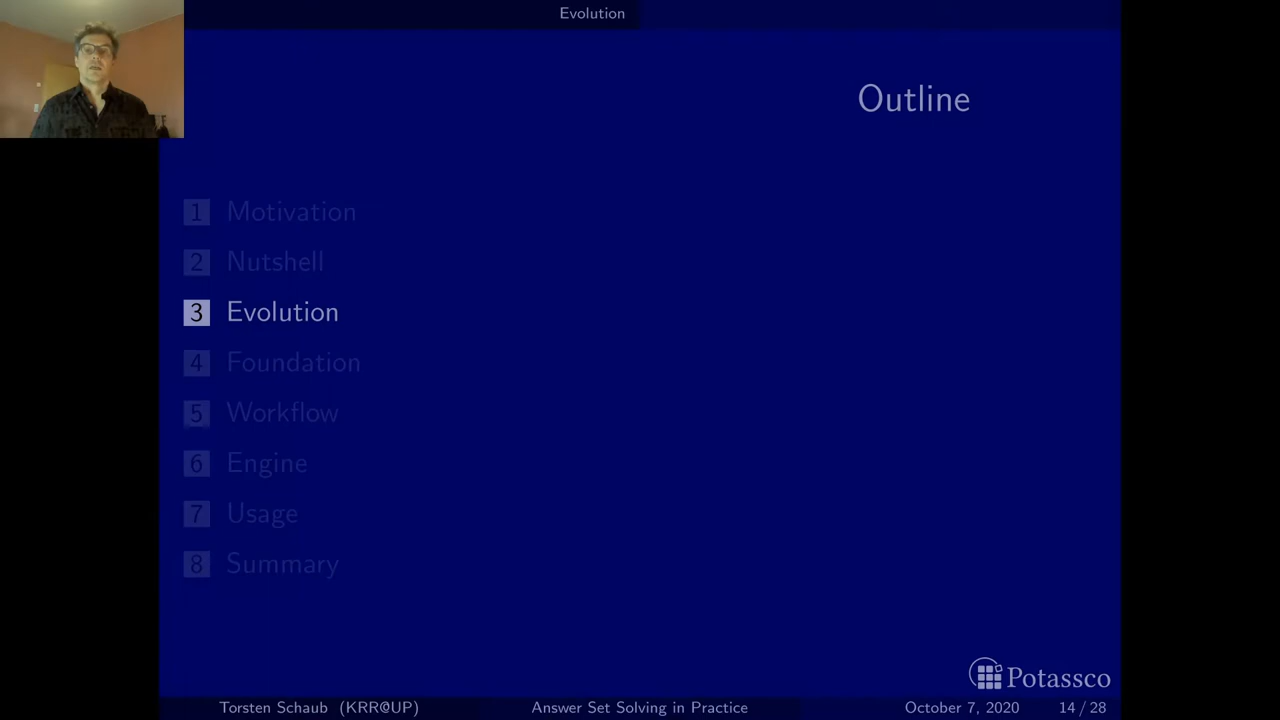 Evolution
Outline
1 Motivation
2 Nutshell
3 Evolution
4 Foundation
5 Workflow
6 Engine
7 Usage
8 Summary
Potassco
Torsten Schaub (KRR@UP) Answer Set Solving in Practice October 7, 2020 14 / 28